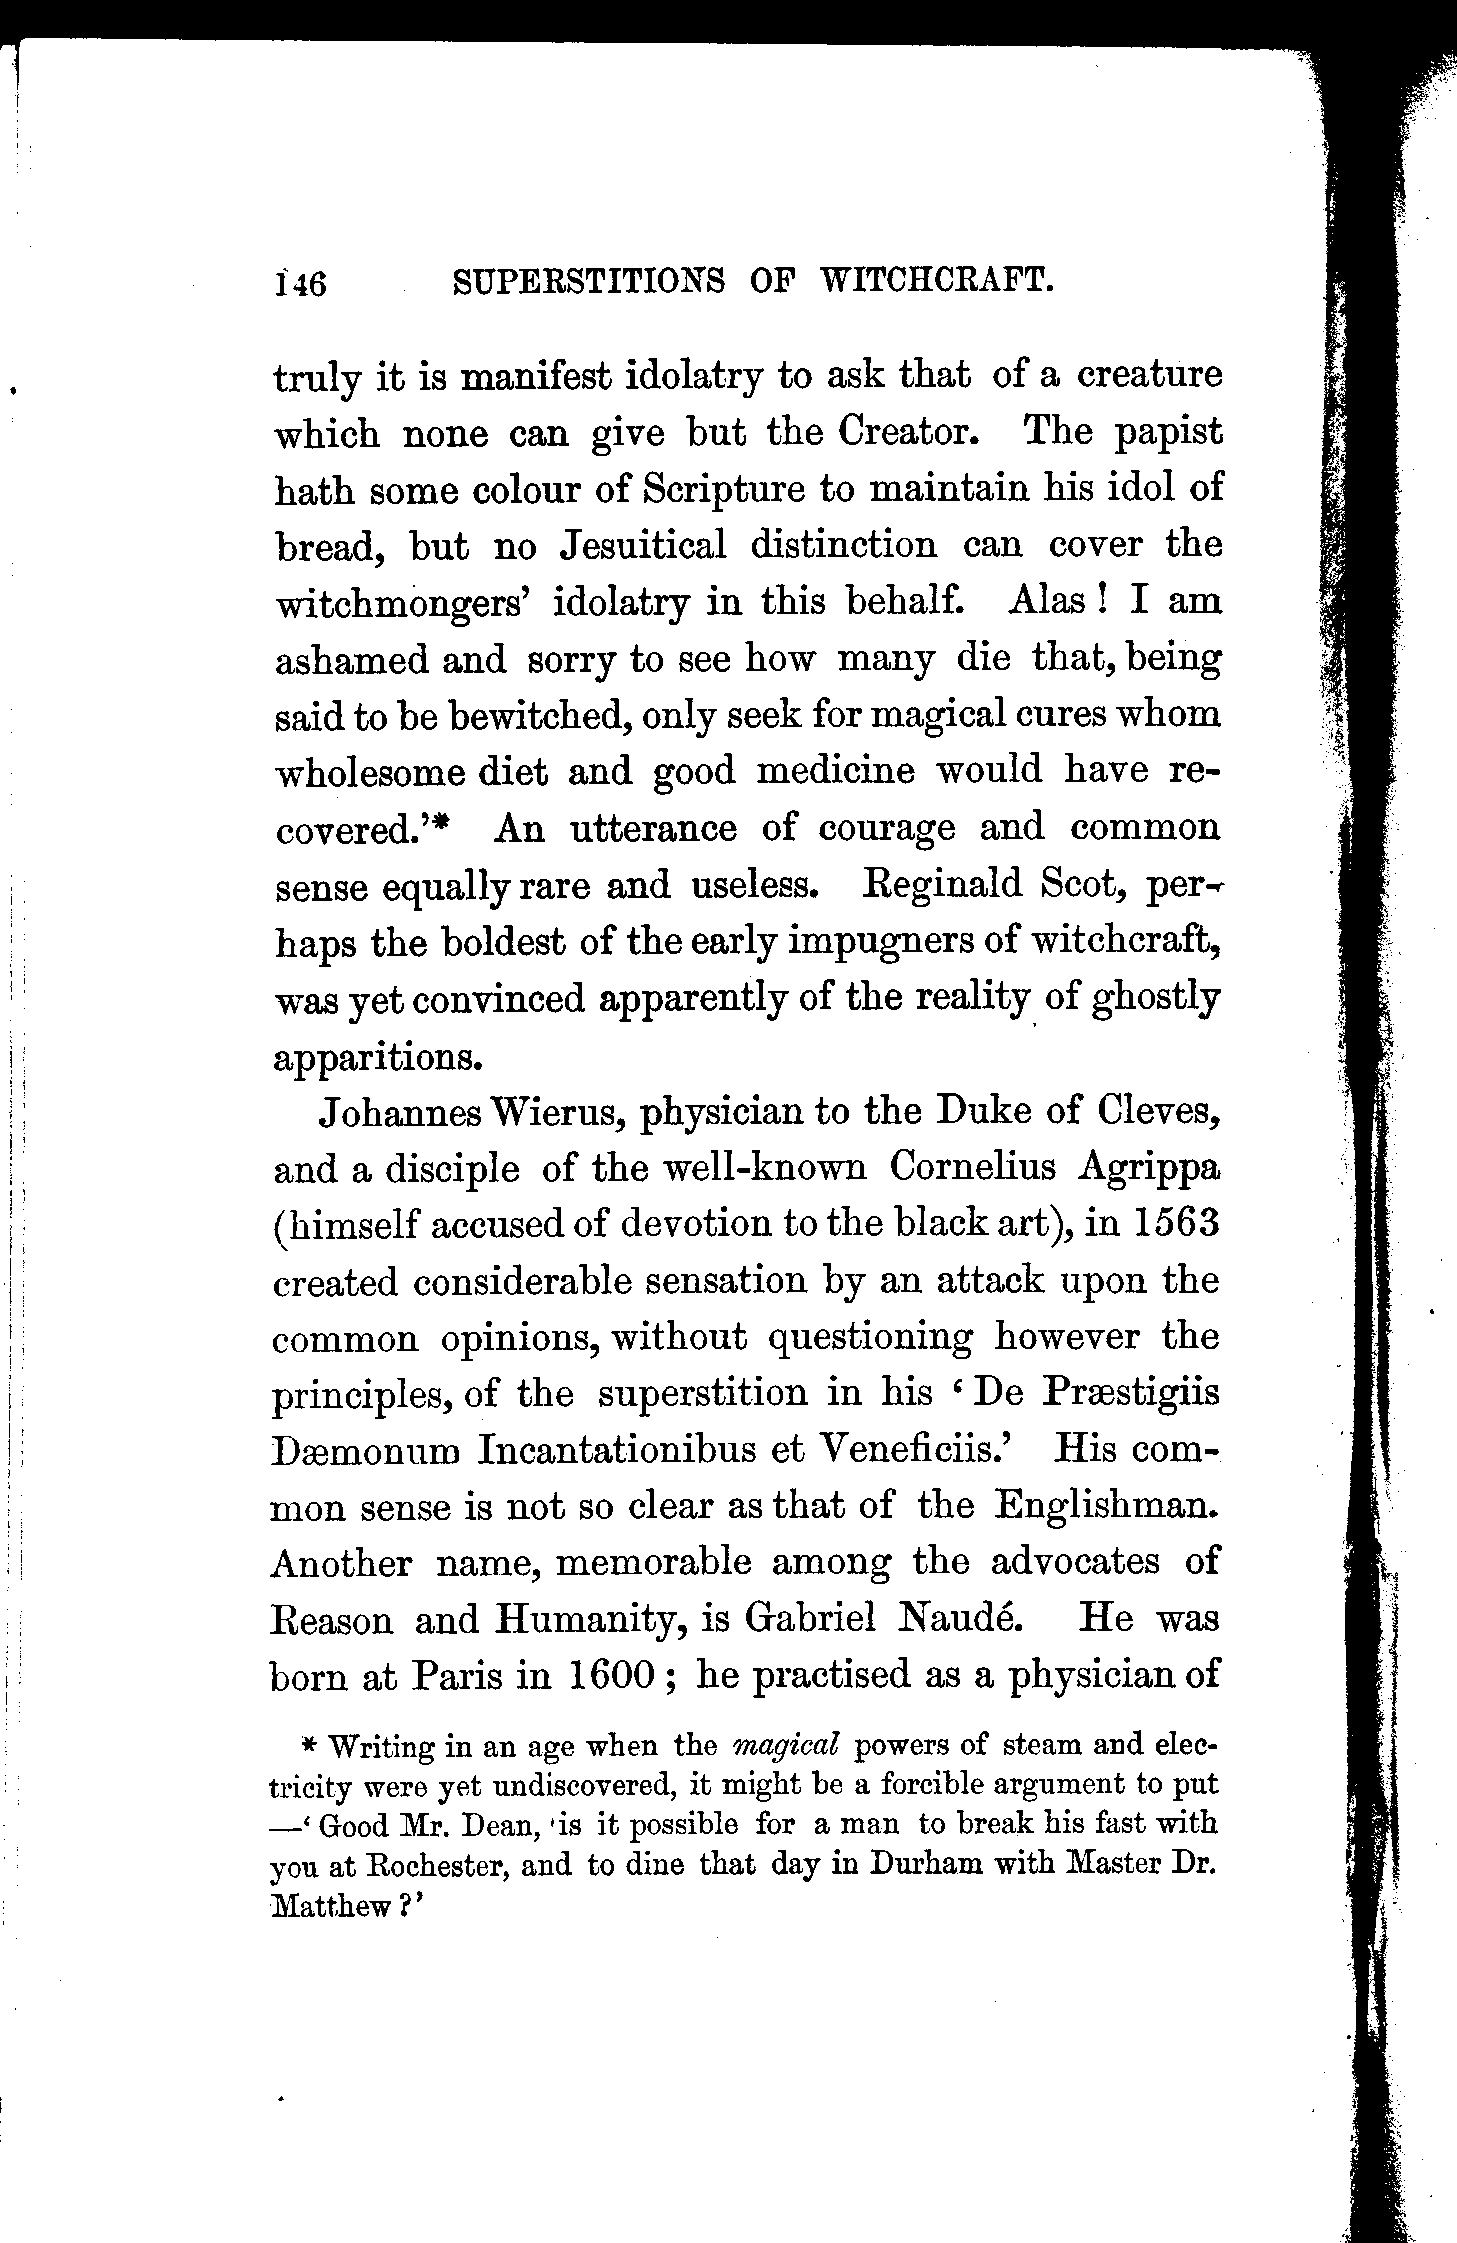 146 SUPERSTITIONS OF WITCHCRAFT.
truly it is manifest idolatry to ask that of a creature
which none can give but the Creator. The papist
hath some colour of Scripture to maintain his idol of
bread, but no Jesuitical distinction can cover the
witchmongers' idolatry in this behalf. Alas! I am
ashamed and sorry to see how many die that, being
said to be bewitched, only seek for magical cures whom
wholesome diet and good medicine would have re-
covered.'* An utterance of courage and common
sense equally rare and useless. Reginald Scot, per-
haps the boldest of the early impugners of witchcraft,
was yet convinced apparently of the reality of ghostly
apparitions.
Johannes Wierus, physician to the Duke of Cleves,
and a disciple of the well-known Cornelius Agrippa
(himself accused of devotion to the black art), in 1563
created considerable sensation by an attack upon the
common opinions, without questioning however the
principles, of the superstition in his 'De Præstigiis
Dæmonum Incantationibus et Veneficiis.' His com-
mon sense is not so clear as that of the Englishman.
Another name, memorable among the advocates of
Reason and Humanity, is Gabriel Naudé. He was
born at Paris in 1600; he practised as a physician of
* Writing in an age when the magical powers of steam and elec-
tricity were yet undiscovered, it might be a forcible argument to put
—'Good Mr. Dean, is it possible for a man to break his fast with
you at Rochester, and to dine that day in Durham with Master Dr.
Matthew?'